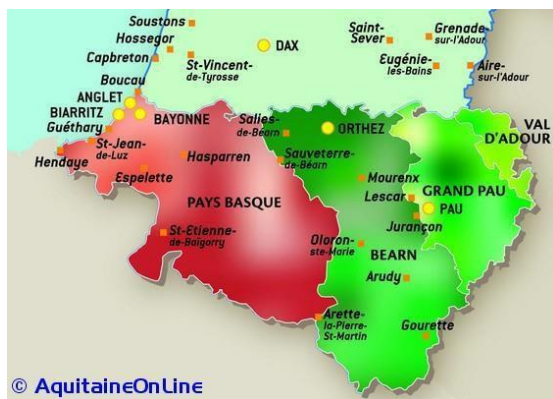 Soustons
Hossegor
Capbreton
St-Vincent-
de-Tyrosse
DAX
Saint-
Sever
Grenade-
sur-l'Adour
Eugénie-
les-Bains
Aire-
sur-l'Adour
Boucau
ANGLET
BIARRITZ
BAYONNE
Guéthary
St-Jean-
de-Luz
Hendaye
Espelette
Hasparren
Salies-
de-Béarn
ORTHEZ
Sauveterre-
de-Béarn
VAL
D'ADOUR
Mourenx
Lescar
GRAND PAU
PAU
Jurançon
PAYS BASQUE
St-Etienne-
de-Baïgorry
Oloron-
ste-Marie
BEARN
Arudy
Arette-
la-Pierre-
St-Martin
Gourette
© AquitaineOnLine